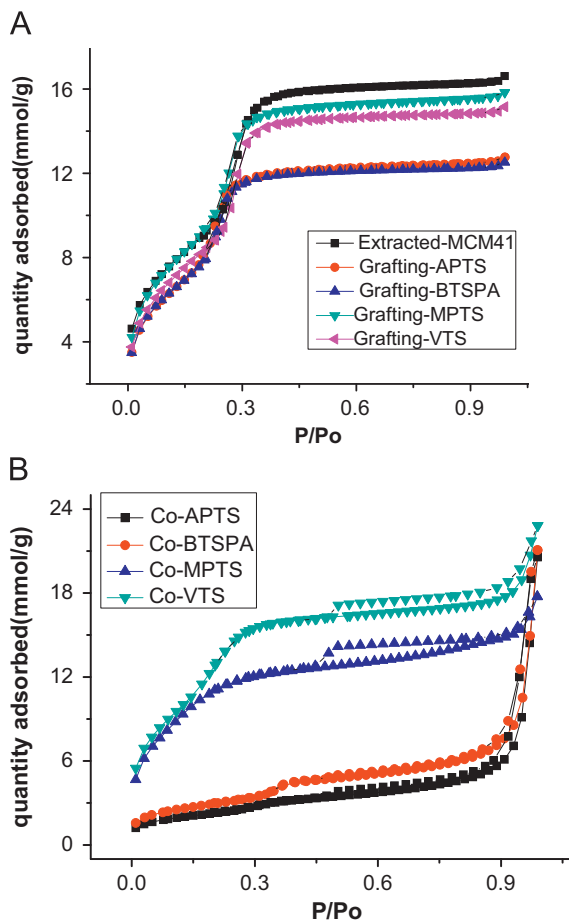 A
quantity adsorbed(mmol/g)
16
12
8
4
Extracted-MCM41
Grafting-APTS
Grafting-BTSPA
Grafting-MPTS
Grafting-VTS
0.0 0.3 0.6 0.9
P/Po
B
quantity adsorbed(mmol/g)
24
18
12
6
0
Co-APTS
Co-BTSPA
Co-MPTS
Co-VTS
0.0 0.3 0.6 0.9
P/Po